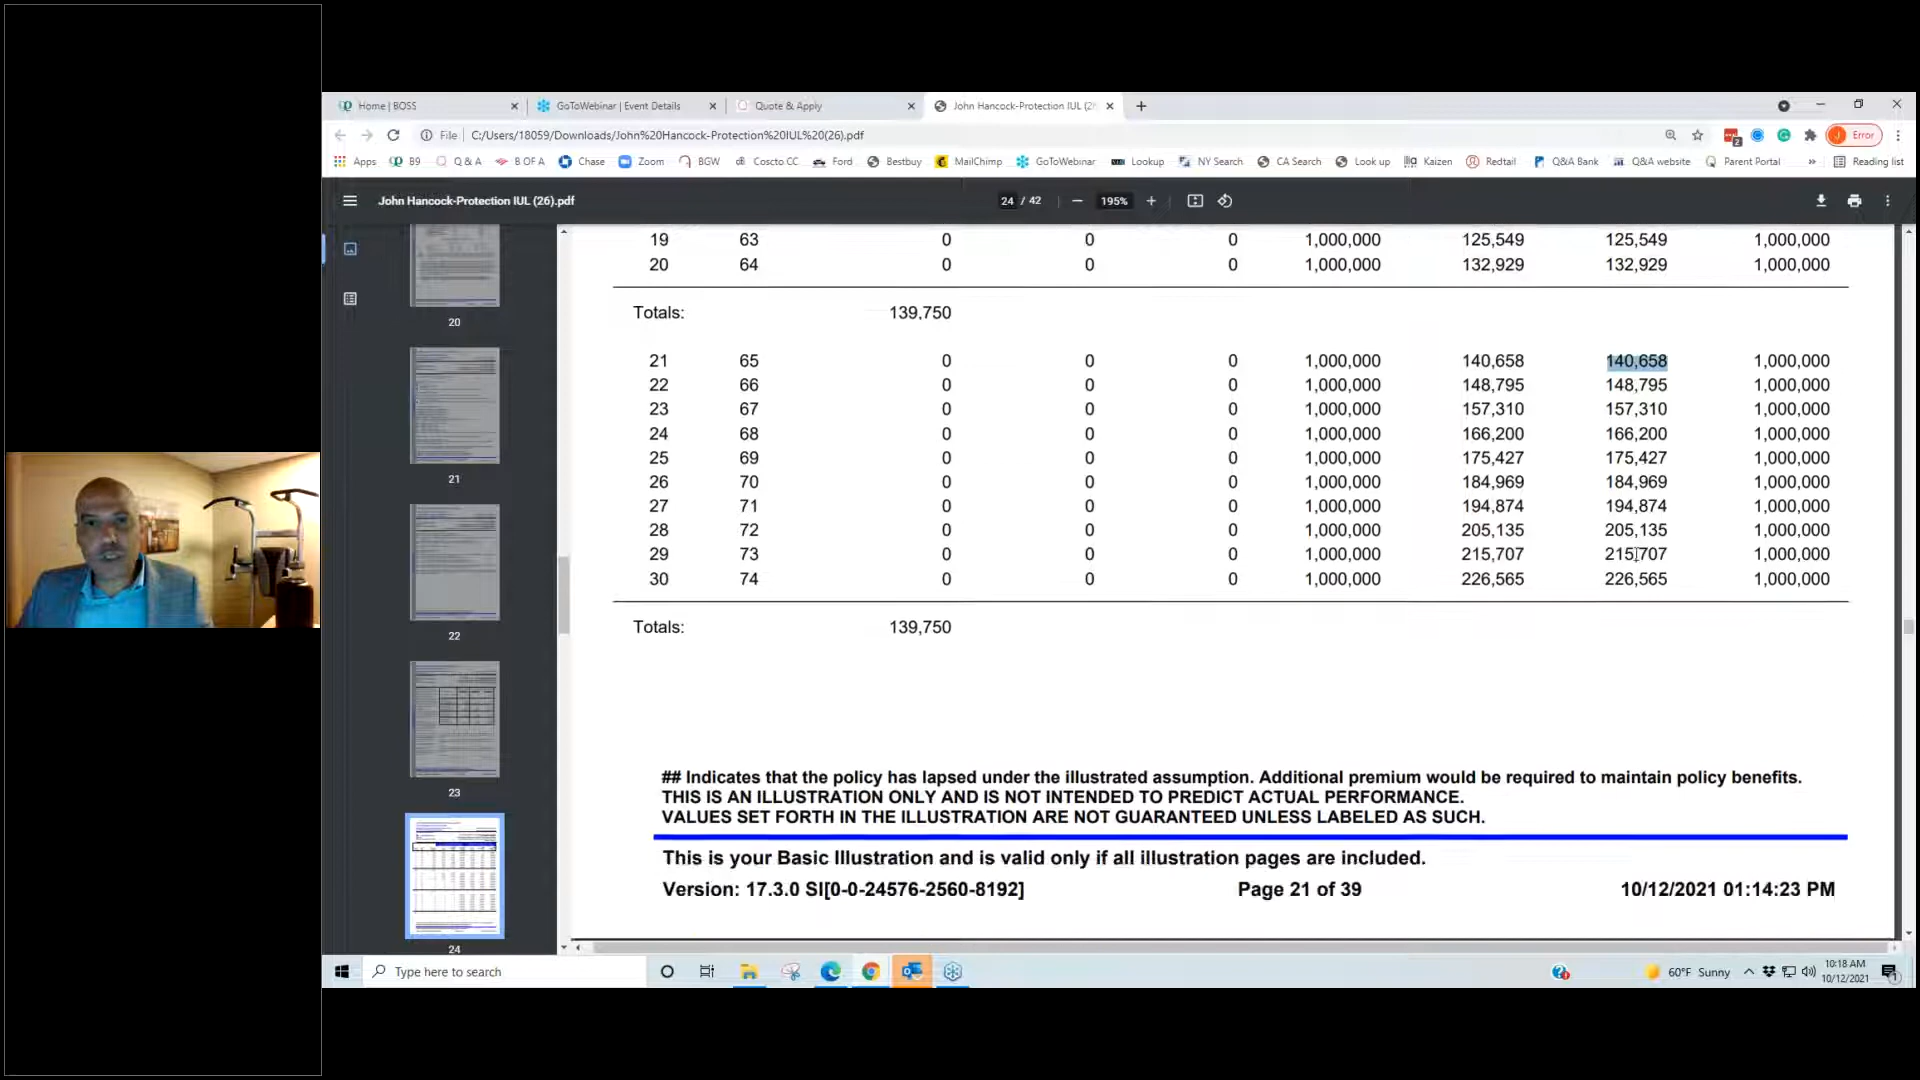 Home | BOSS
GoToWebinar | Event Details
Quote & Apply
John Hancock-Protection IUL (2
File C:/Users/18059/Downloads/John%20Hancock-Protection%20IUL%20(26).pdf
J Error
Apps B9 Q & A B OF A Chase Zoom BGW Coscto CC Ford Bestbuy MailChimp GoToWebinar Lookup NY Search CA Search Look up Kaizen Redtail Q&A Bank Q&A website Parent Portal » Reading list
John Hancock-Protection IUL (26).pdf
24 / 42 — 195% +
20
21
22
23
24
19 63 0 0 0 1,000,000 125,549 125,549 1,000,000
20 64 0 0 0 1,000,000 132,929 132,929 1,000,000
Totals: 139,750
21 65 0 0 0 1,000,000 140,658 140,658 1,000,000
22 66 0 0 0 1,000,000 148,795 148,795 1,000,000
23 67 0 0 0 1,000,000 157,310 157,310 1,000,000
24 68 0 0 0 1,000,000 166,200 166,200 1,000,000
25 69 0 0 0 1,000,000 175,427 175,427 1,000,000
26 70 0 0 0 1,000,000 184,969 184,969 1,000,000
27 71 0 0 0 1,000,000 194,874 194,874 1,000,000
28 72 0 0 0 1,000,000 205,135 205,135 1,000,000
29 73 0 0 0 1,000,000 215,707 215,707 1,000,000
30 74 0 0 0 1,000,000 226,565 226,565 1,000,000
Totals: 139,750
## Indicates that the policy has lapsed under the illustrated assumption. Additional premium would be required to maintain policy benefits.
THIS IS AN ILLUSTRATION ONLY AND IS NOT INTENDED TO PREDICT ACTUAL PERFORMANCE.
VALUES SET FORTH IN THE ILLUSTRATION ARE NOT GUARANTEED UNLESS LABELED AS SUCH.
This is your Basic Illustration and is valid only if all illustration pages are included.
Version: 17.3.0 SI[0-0-24576-2560-8192] Page 21 of 39 10/12/2021 01:14:23 PM
Type here to search
60°F Sunny
10:18 AM
10/12/2021